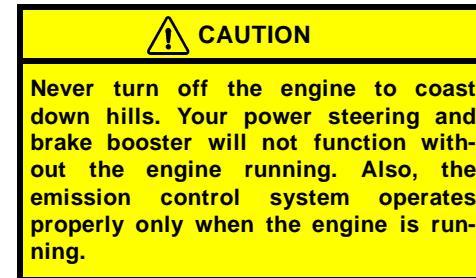 CAUTION
Never turn off the engine to coast
down hills. Your power steering and
brake booster will not function with-
out the engine running. Also, the
emission control system operates
properly only when the engine is run-
ning.